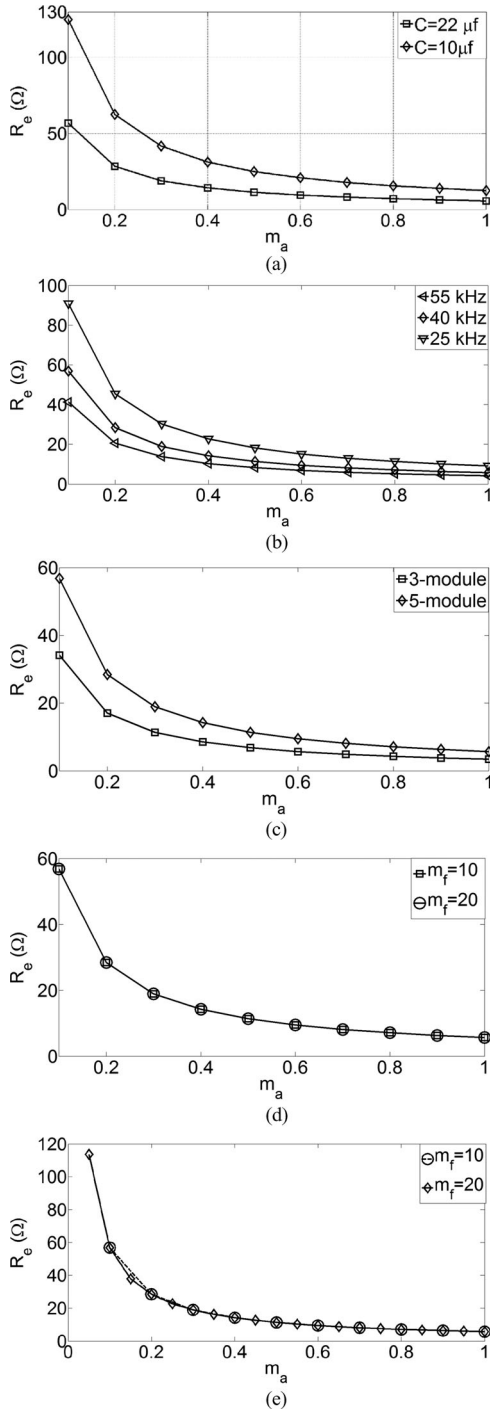 130
100
50
0
R_e (Ω)
C=22 μf
C=10μf
0.2 0.4 0.6 0.8 1
m_a
(a)
100
80
60
40
20
0
R_e (Ω)
55 kHz
40 kHz
25 kHz
0.2 0.4 0.6 0.8 1
m_a
(b)
60
40
20
0
R_e (Ω)
3-module
5-module
0.2 0.4 0.6 0.8 1
m_a
(c)
60
40
20
0
R_e (Ω)
m_f=10
m_f=20
0.2 0.4 0.6 0.8 1
m_a
(d)
120
100
80
60
40
20
0
R_e (Ω)
m_f=10
m_f=20
0 0.2 0.4 0.6 0.8 1
m_a
(e)